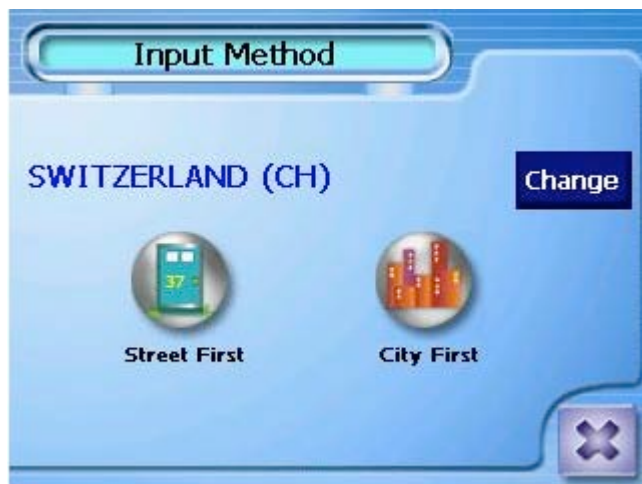 Input Method
SWITZERLAND (CH)
Change
37
Street First
City First